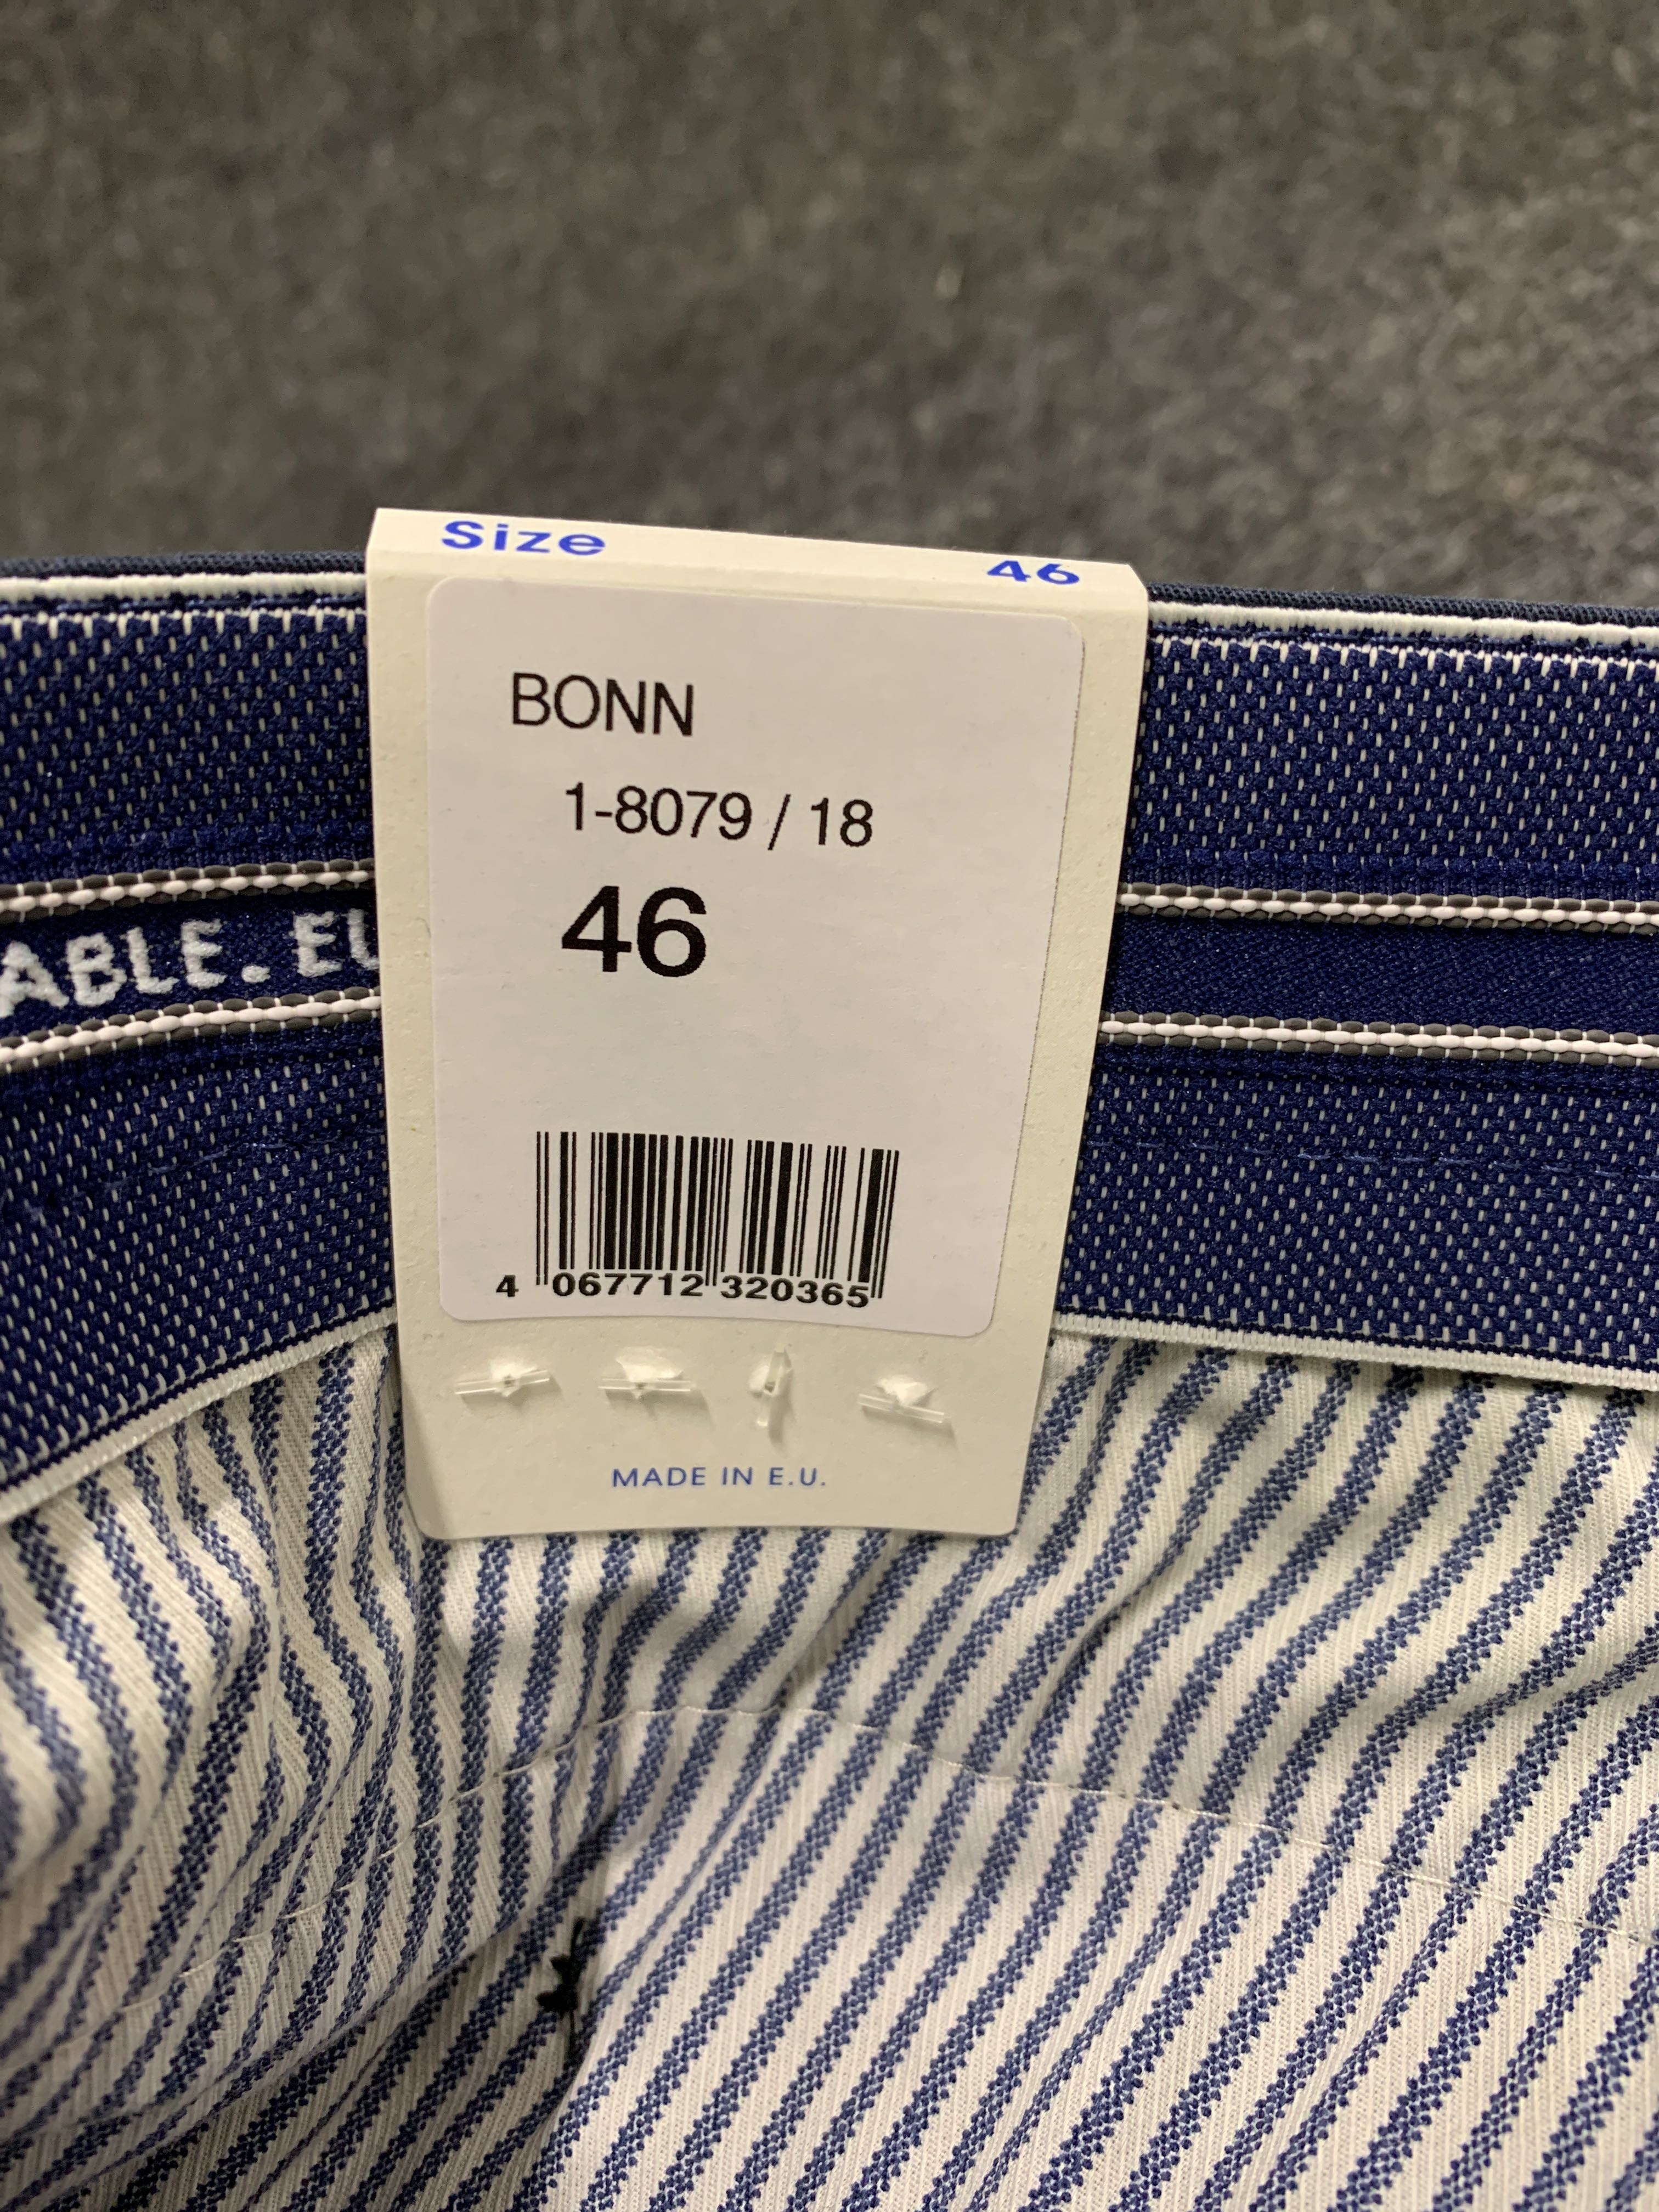 Size 46
BONN
1-8079 / 18
46
ABLE. EU
4 067712 320365
MADE IN E.U.